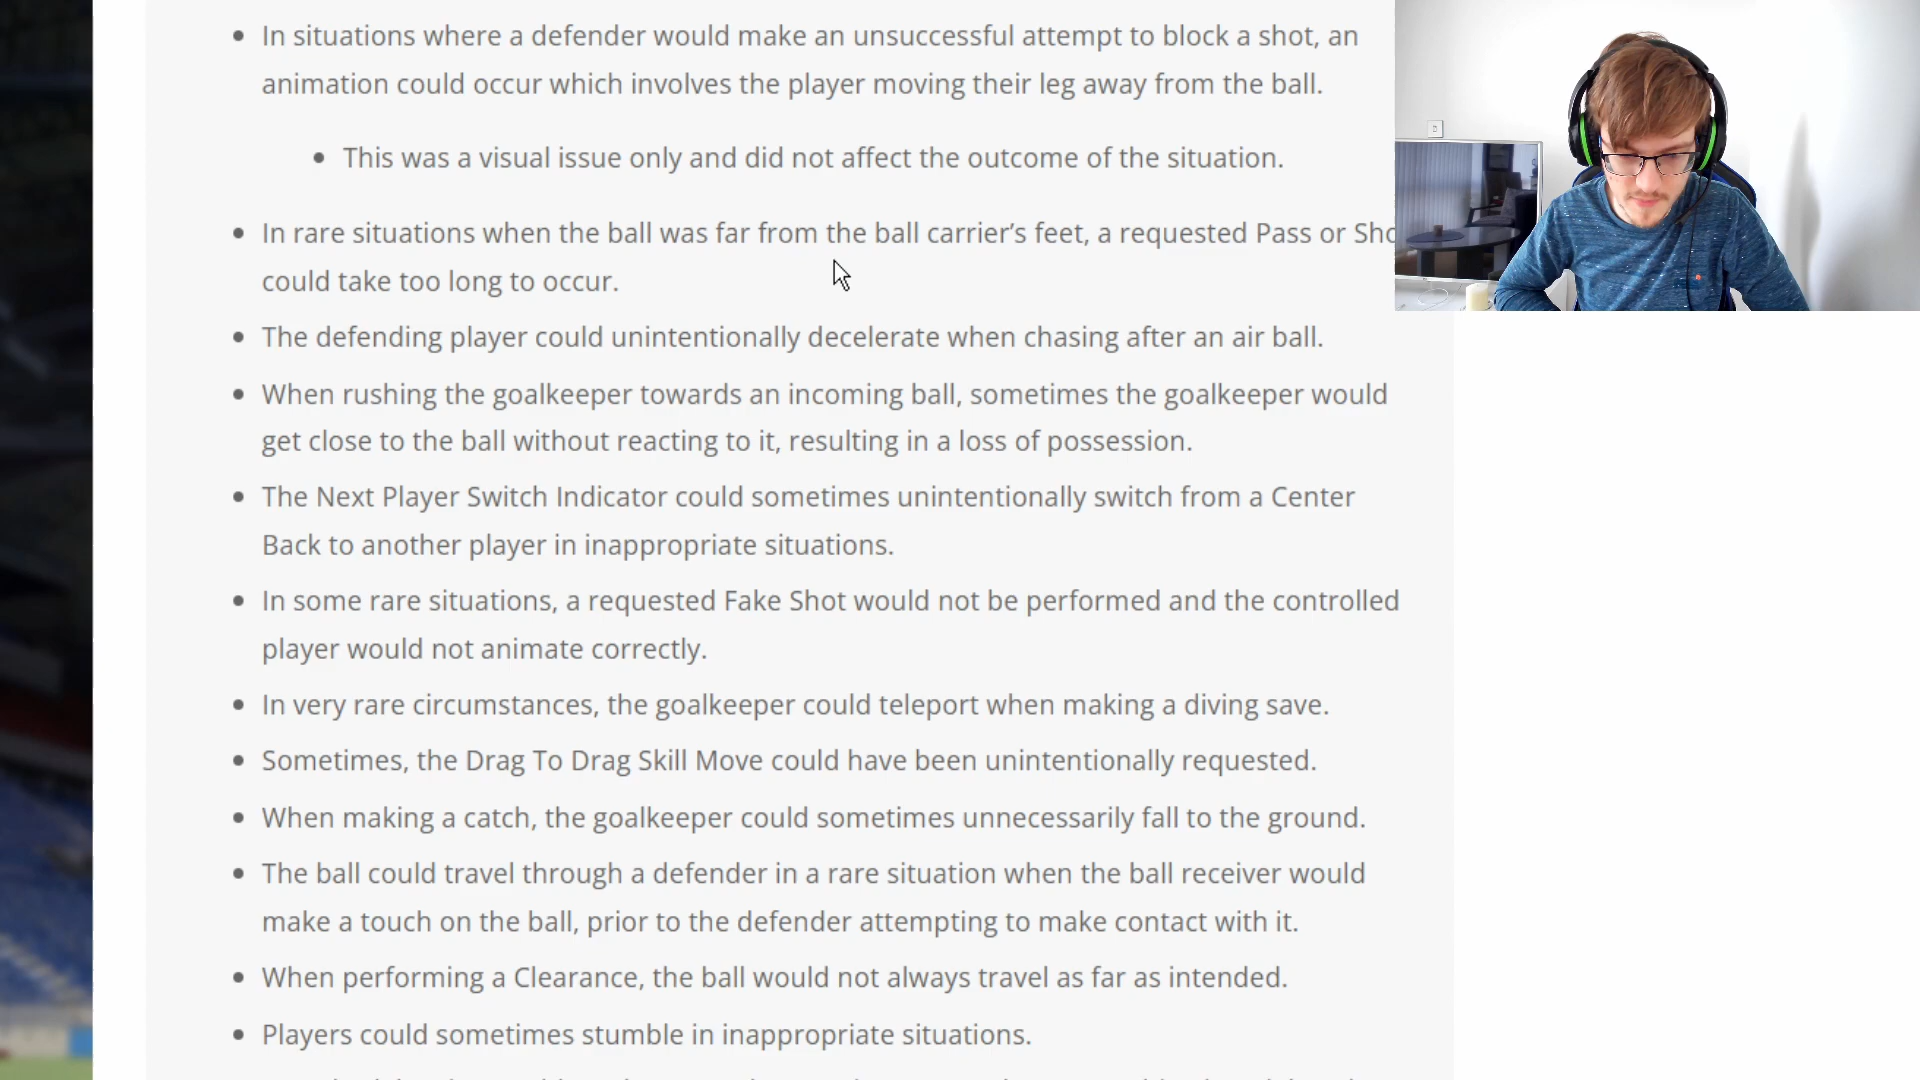 In situations where a defender would make an unsuccessful attempt to block a shot, an
animation could occur which involves the player moving their leg away from the ball.
This was a visual issue only and did not affect the outcome of the situation.
In rare situations when the ball was far from the ball carrier's feet, a requested Pass or
could take too long to occur.
The defending player could unintentionally decelerate when chasing after an air ball.
When rushing the goalkeeper towards an incoming ball, sometimes the goalkeeper would
get close to the ball without reacting to it, resulting in a loss of possession.
The Next Player Switch Indicator could sometimes unintentionally switch from a Center
Back to another player in inappropriate situations.
In some rare situations, a requested Fake Shot would not be performed and the controlled
player would not animate correctly.
In very rare circumstances, the goalkeeper could teleport when making a diving save.
Sometimes, the Drag To Drag Skill Move could have been unintentionally requested.
When making a catch, the goalkeeper could sometimes unnecessarily fall to the ground.
The ball could travel through a defender in a rare situation when the ball receiver would
make a touch on the ball, prior to the defender attempting to make contact with it.
When performing a Clearance, the ball would not always travel as far as intended.
Players could sometimes stumble in inappropriate situations.